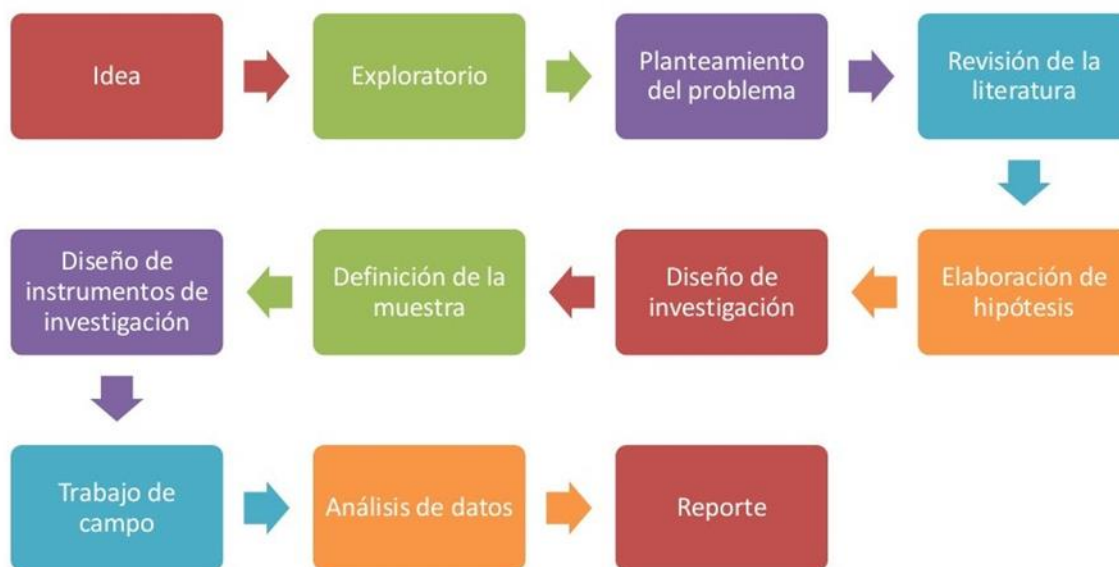 Idea
Exploratorio
Planteamiento
del problema
Revisión de la
literatura
Elaboración de
hipótesis
Diseño de
investigación
Definición de la
muestra
Diseño de
instrumentos de
investigación
Trabajo de
campo
Análisis de datos
Reporte